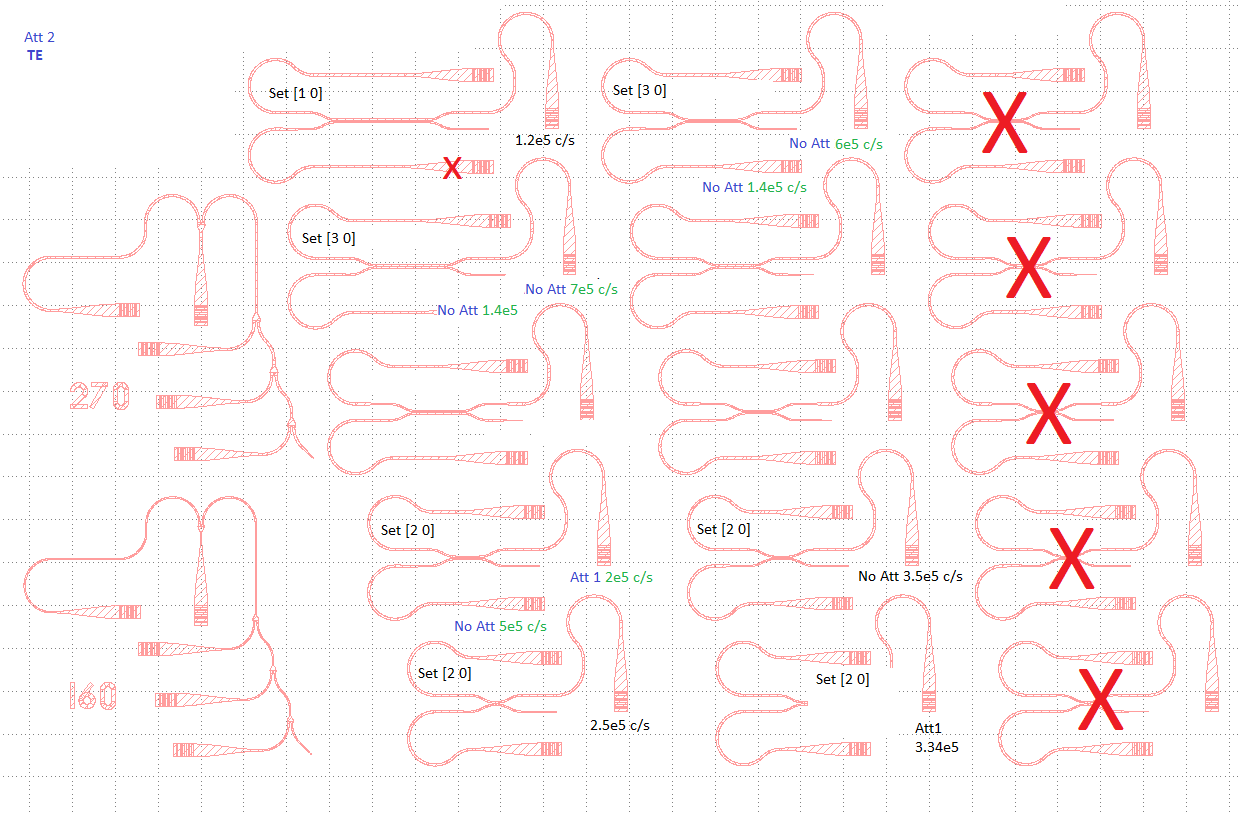 Att 2
TE
Set [1 0]
Set [3 0]
X
1.2e5 c/s
No Att 6e5 c/s
X
No Att 1.4e5 c/s
Set [3 0]
X
No Att 7e5 c/s
No Att 1.4e5
270
X
Set [2 0]
Set [2 0]
X
Att 1 2e5 c/s
No Att 3.5e5 c/s
No Att 5e5 c/s
Set [2 0]
Set [2 0]
160
X
2.5e5 c/s
Att1
3.34e5